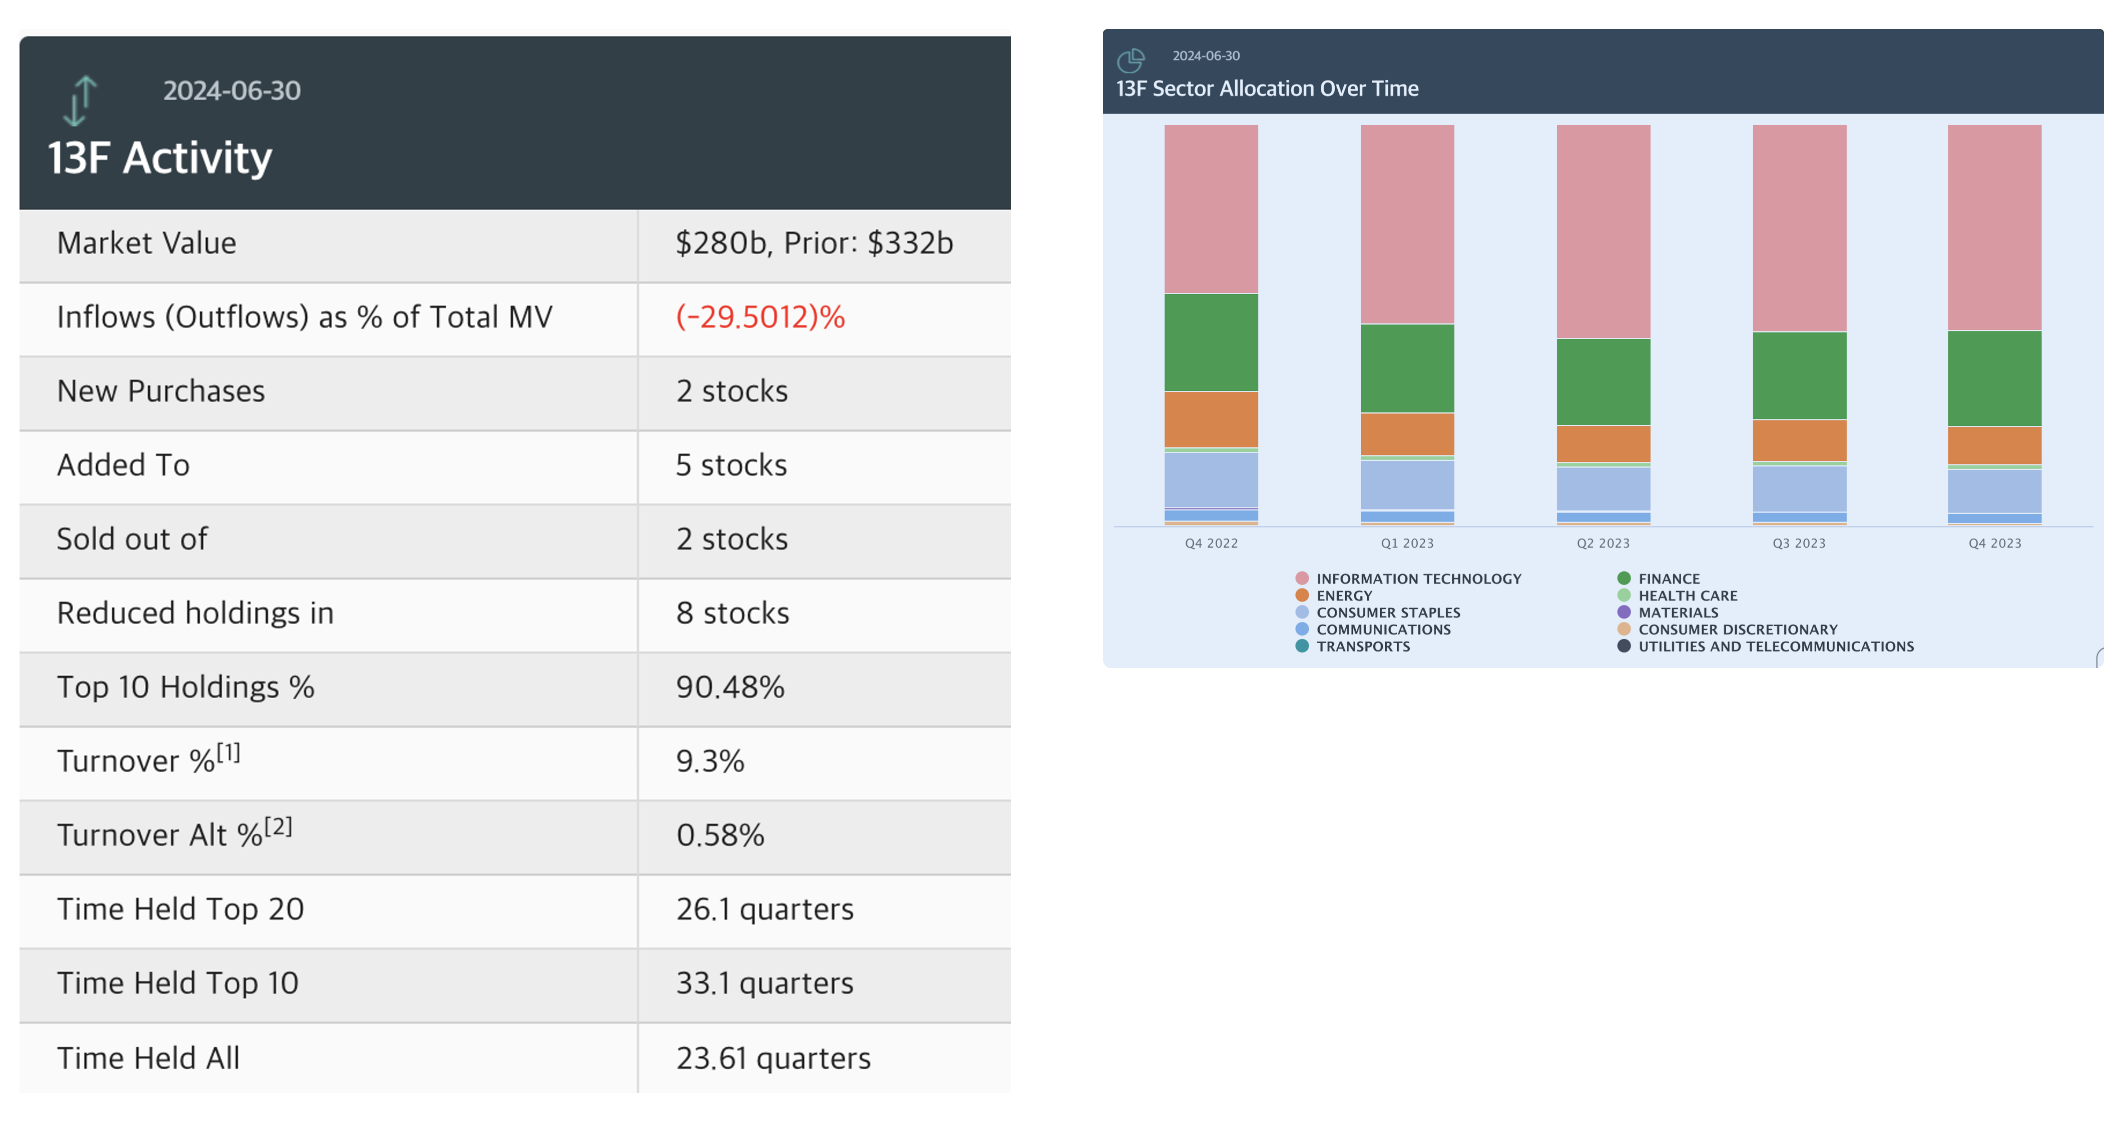 2024-06-30
13F Activity
Market Value $280b, Prior: $332b
Inflows (Outflows) as % of Total MV (-29.5012)%
New Purchases 2 stocks
Added To 5 stocks
Sold out of 2 stocks
Reduced holdings in 8 stocks
Top 10 Holdings % 90.48%
Turnover %[1] 9.3%
Turnover Alt %[2] 0.58%
Time Held Top 20 26.1 quarters
Time Held Top 10 33.1 quarters
Time Held All 23.61 quarters
2024-06-30
13F Sector Allocation Over Time
Q4 2022 Q1 2023 Q2 2023 Q3 2023 Q4 2023
INFORMATION TECHNOLOGY FINANCE
ENERGY HEALTH CARE
CONSUMER STAPLES MATERIALS
COMMUNICATIONS CONSUMER DISCRETIONARY
TRANSPORTS UTILITIES AND TELECOMMUNICATIONS